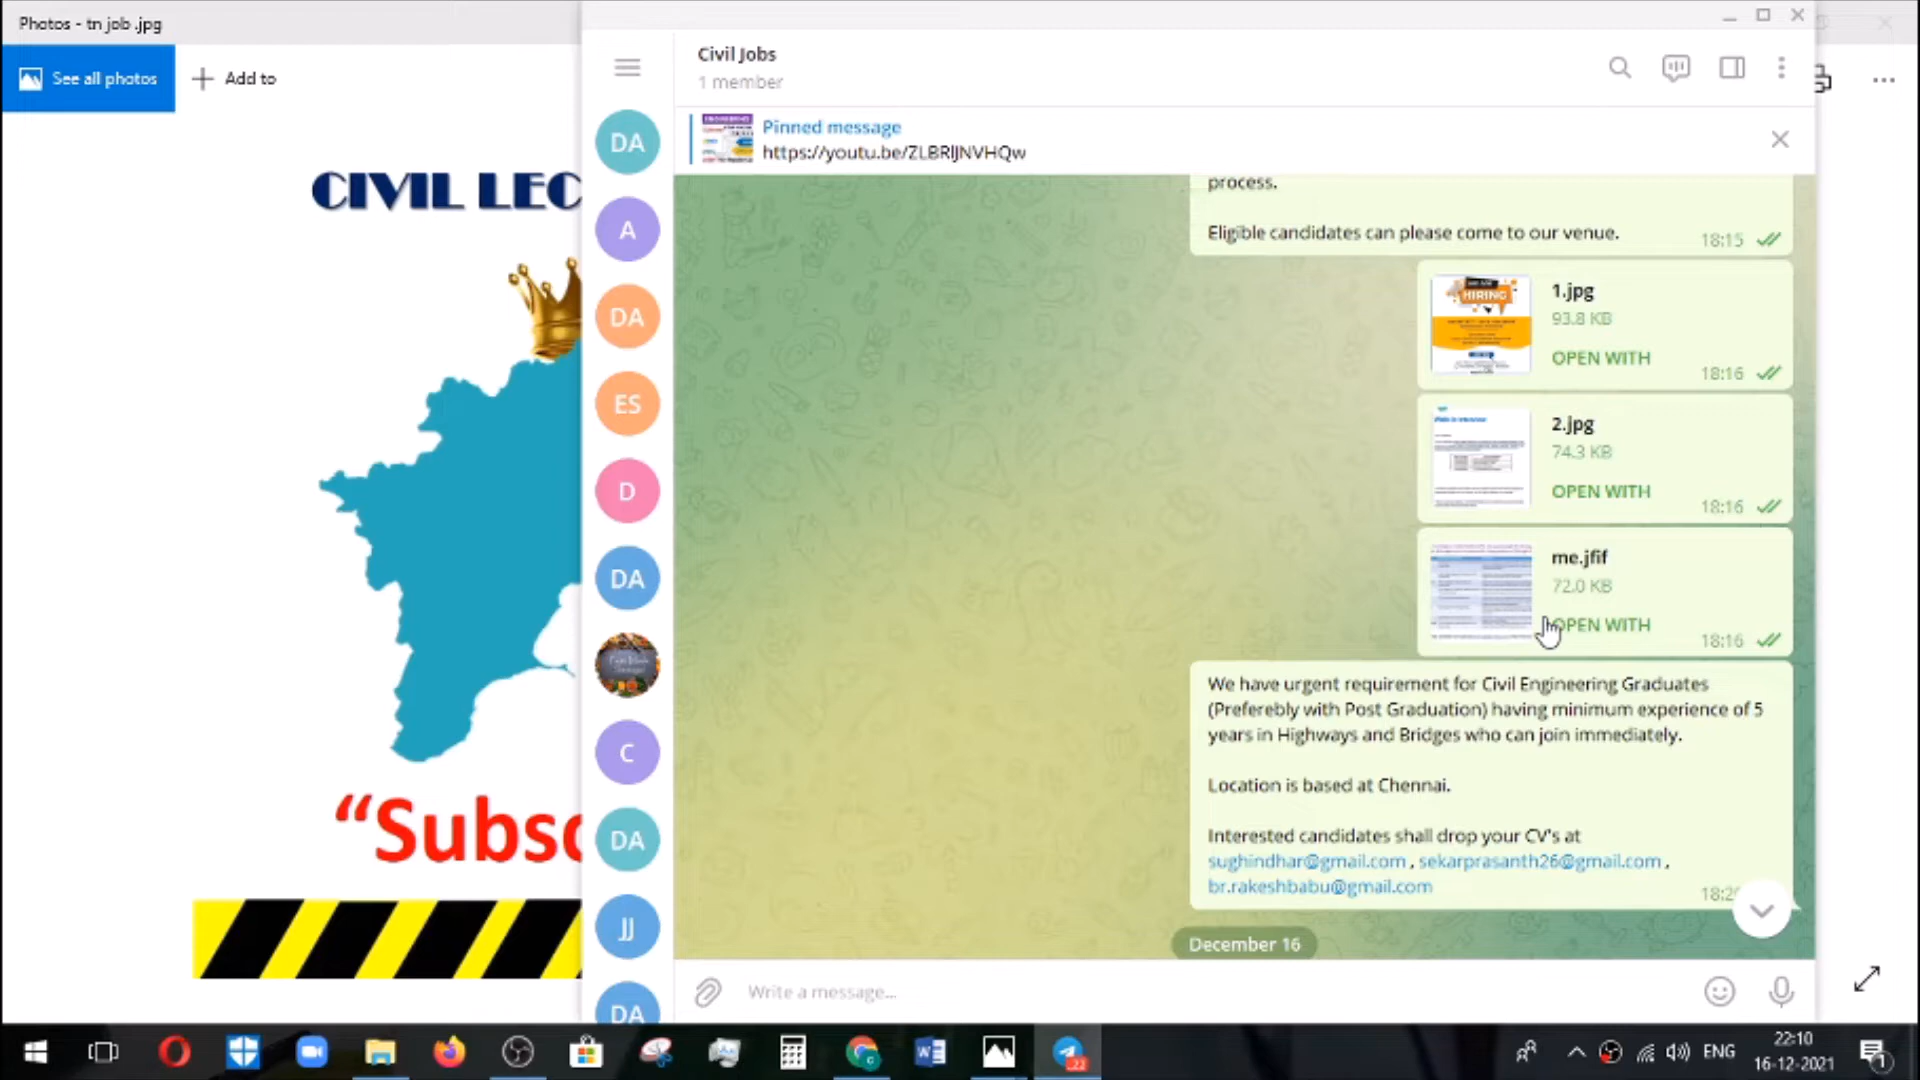 Photos - tn job .jpg
See all photos
Add to
CIVIL LEC
"Subsc
Civil Jobs
1 member
Pinned message
https://youtu.be/ZLBRlJNVHQw
DA
A
DA
ES
D
DA
C
DA
JJ
DA
process.
Eligible candidates can please come to our venue.
18:15
HIRING
1.jpg
93.8 KB
OPEN WITH
18:16
2.jpg
74.3 KB
OPEN WITH
18:16
me.jfif
72.0 KB
OPEN WITH
18:16
We have urgent requirement for Civil Engineering Graduates
(Preferebly with Post Graduation) having minimum experience of 5
years in Highways and Bridges who can join immediately.
Location is based at Chennai.
Interested candidates shall drop your CV's at
sughindhar@gmail.com , sekarprasanth26@gmail.com ,
br.rakeshbabu@gmail.com
December 16
Write a message...
22
ENG
22:10
16-12-2021
1